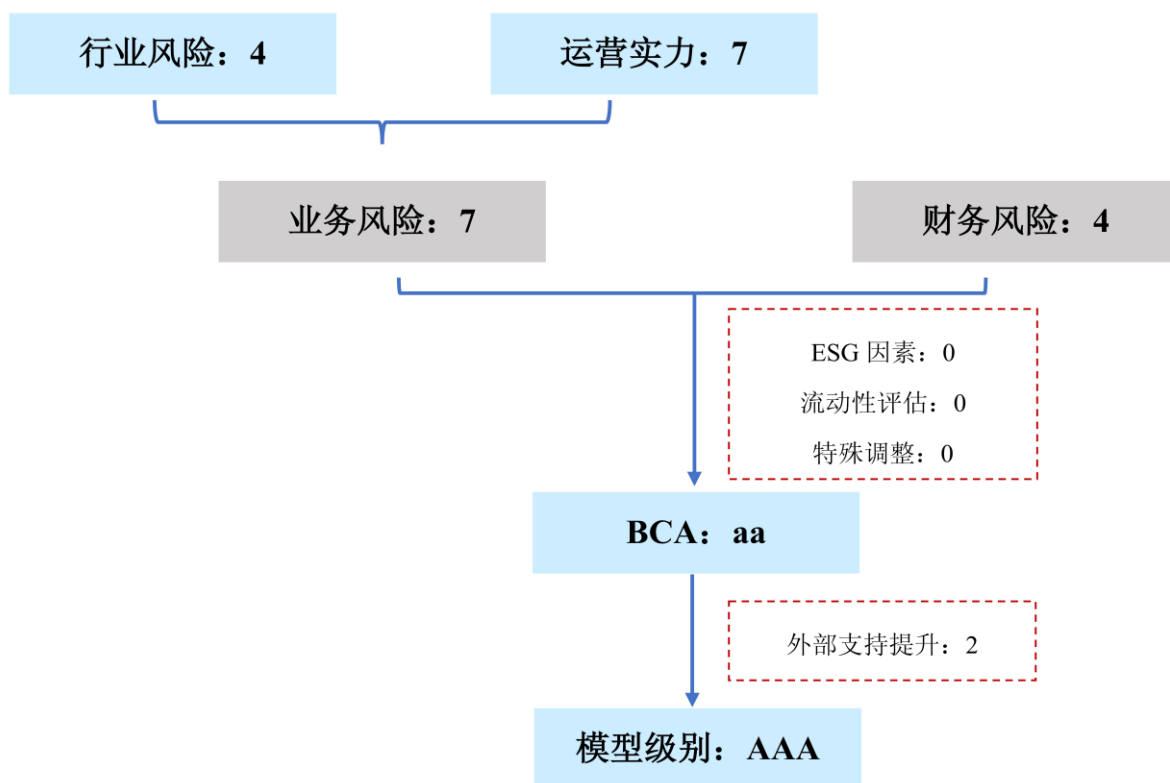 行业风险：4
运营实力：7
业务风险：7
财务风险：4
ESG 因素：0
流动性评估：0
特殊调整：0
BCA：aa
外部支持提升：2
模型级别：AAA